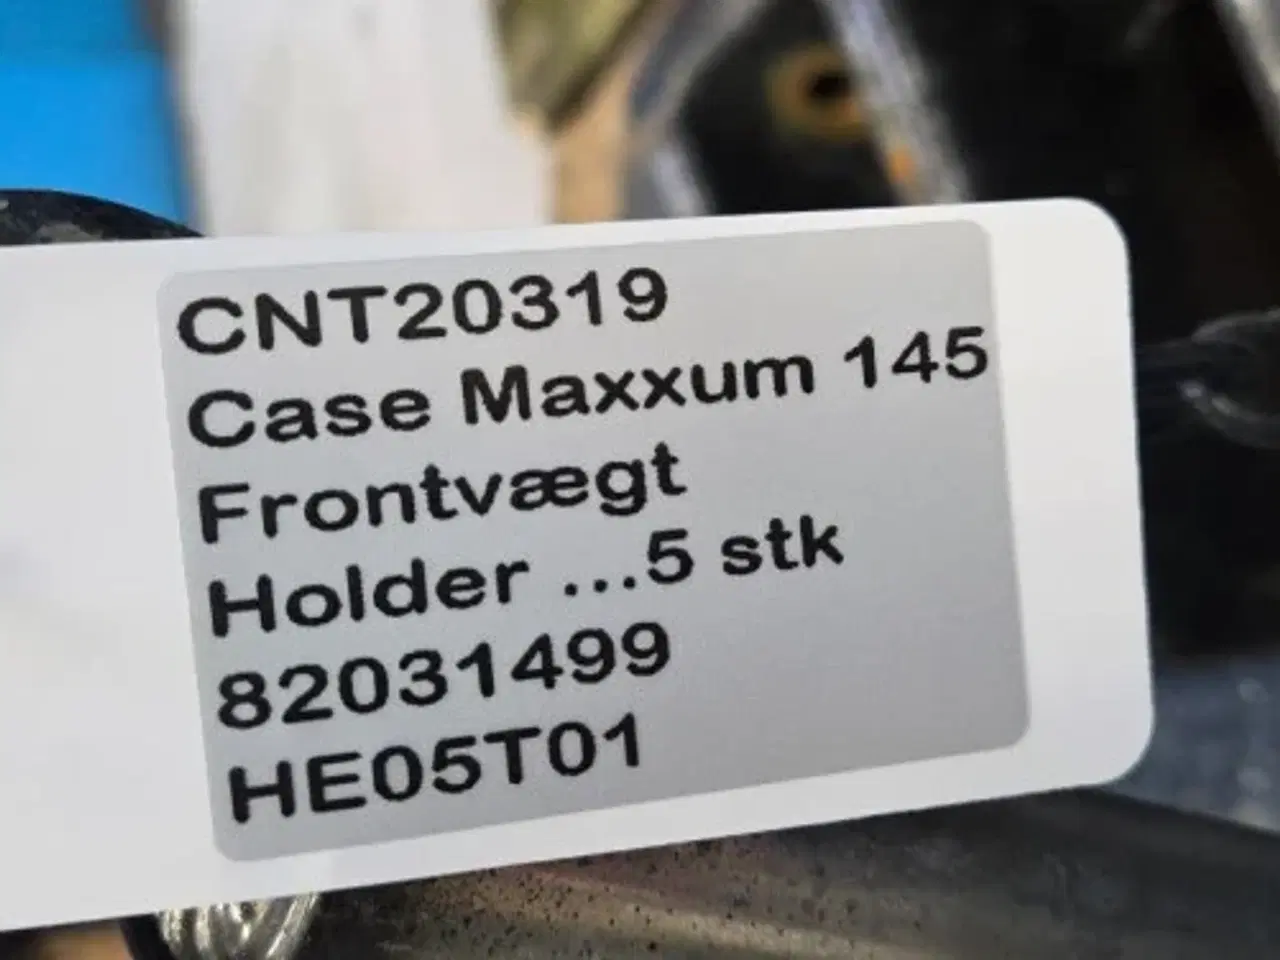 CNT20319
Case Maxxum 145
Frontvægt
Holder ...5 stk
82031499
HE05T01